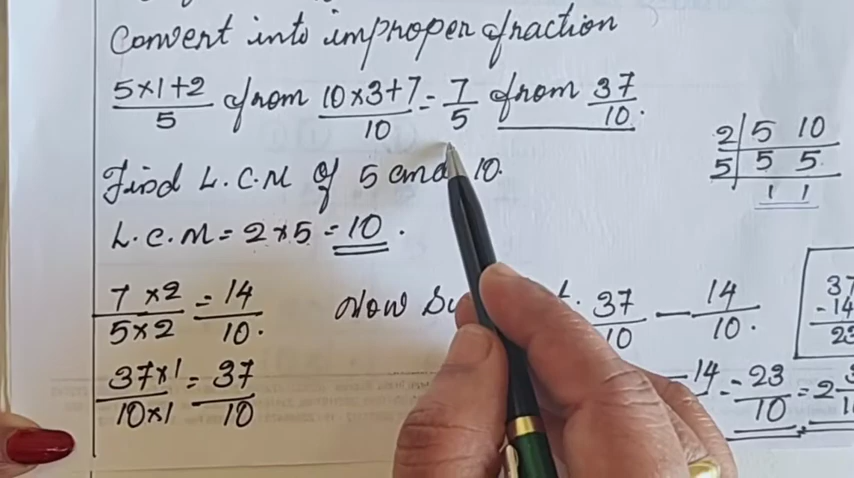 Convert into improper fraction
5×1+2/5 from 10×3+7/10 = 7/5 from 37/10.
2 | 5 10
5 | 5 5
1 1
Find L.C.M of 5 and 10.
L.C.M = 2×5 = 10.
7×2/5×2 = 14/10. Now 37/10 – 14/10.
37
-14
23
37×1/10×1 = 37/10
-14 = 23/10 = 2